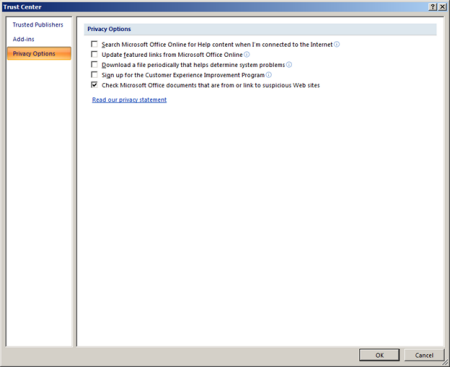 Trust Center
Trusted Publishers
Add-ins
Privacy Options
Privacy Options
Search Microsoft Office Online for Help content when I'm connected to the Internet
Update featured links from Microsoft Office Online
Download a file periodically that helps determine system problems
Sign up for the Customer Experience Improvement Program
Check Microsoft Office documents that are from or link to suspicious Web sites
Read our privacy statement
OK
Cancel